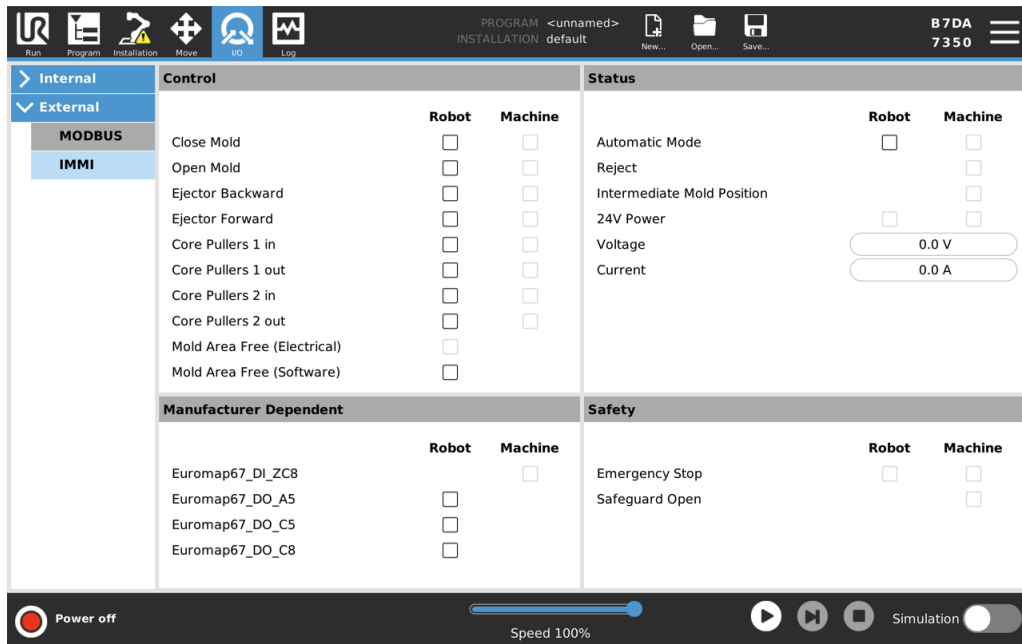 UR
PROGRAM <unnamed>
INSTALLATION default
B7DA
7350
Run Program Installation Move I/O Log New... Open... Save...
Internal
External
MODBUS
IMMI
Control
Robot Machine
Close Mold
Open Mold
Ejector Backward
Ejector Forward
Core Pullers 1 in
Core Pullers 1 out
Core Pullers 2 in
Core Pullers 2 out
Mold Area Free (Electrical)
Mold Area Free (Software)
Status
Robot Machine
Automatic Mode
Reject
Intermediate Mold Position
24V Power
Voltage 0.0 V
Current 0.0 A
Manufacturer Dependent
Robot Machine
Euromap67_DI_ZC8
Euromap67_DO_A5
Euromap67_DO_C5
Euromap67_DO_C8
Safety
Robot Machine
Emergency Stop
Safeguard Open
Power off
Speed 100%
Simulation